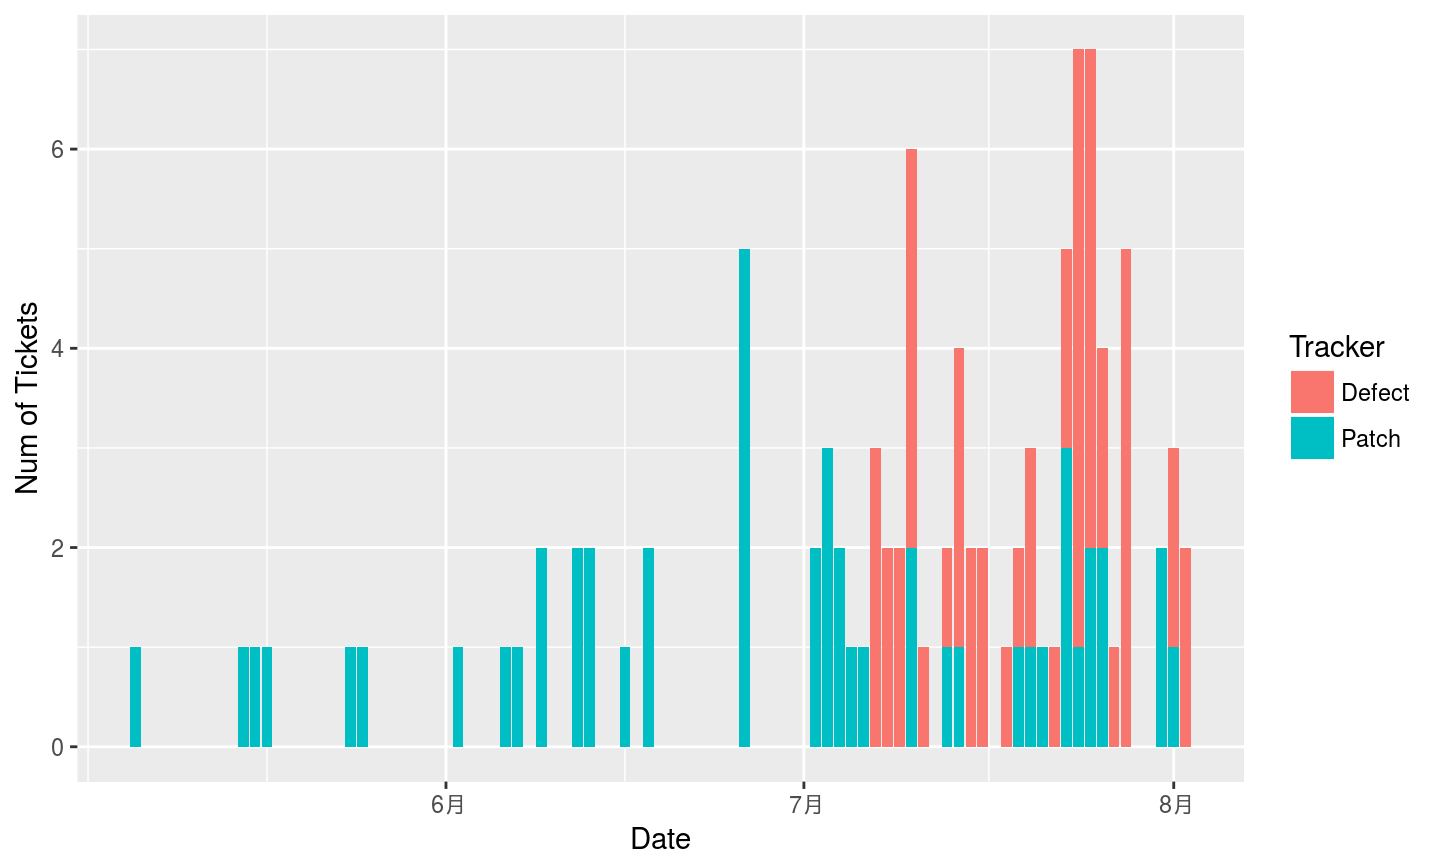 Num of Tickets
6
4
2
0
6月
7月
8月
Date
Tracker
Defect
Patch